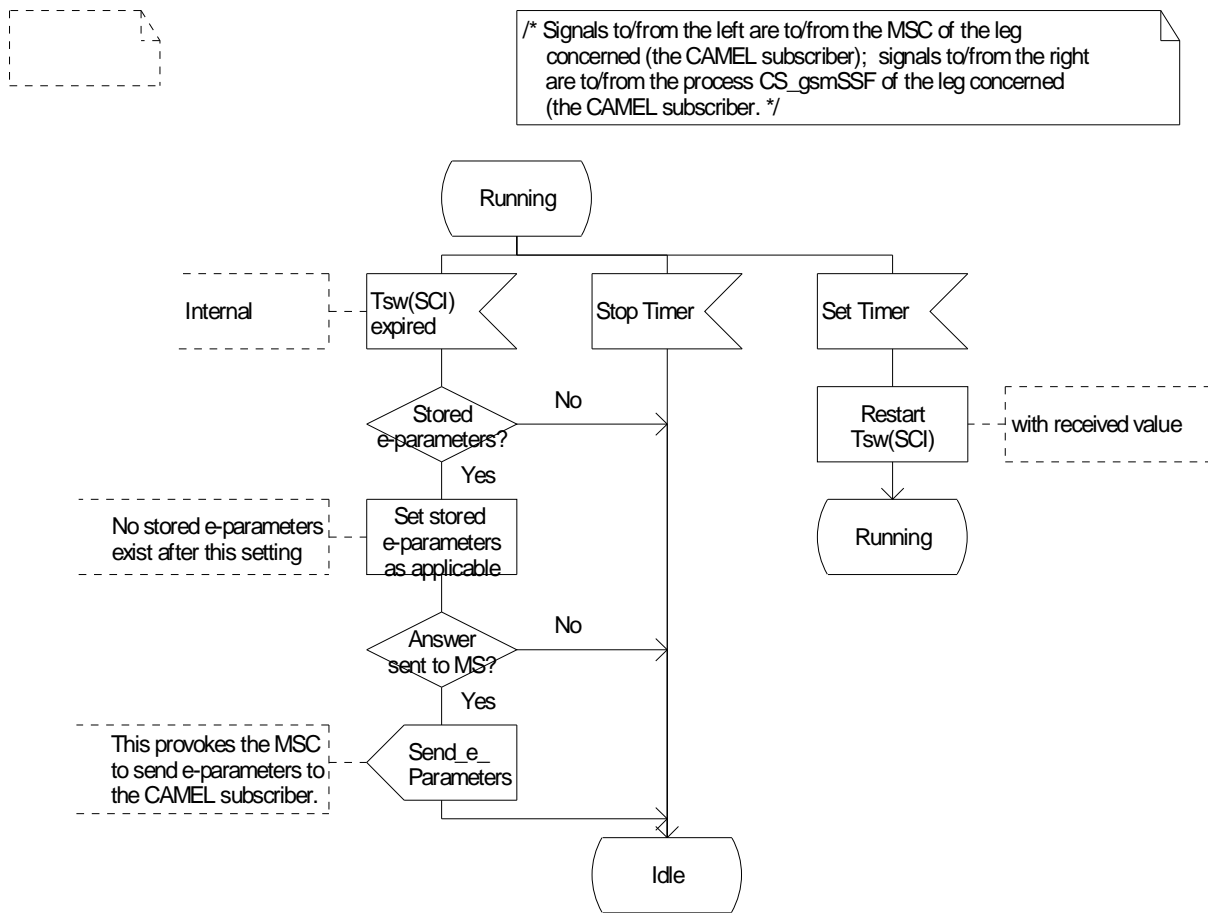 /* Signals to/from the left are to/from the MSC of the leg
concerned (the CAMEL subscriber); signals to/from the right
are to/from the process CS_gsmSSF of the leg concerned
(the CAMEL subscriber. */
Running
Internal
Tsw(SCI)
expired
Stop Timer
Set Timer
Stored
e-parameters?
No
Yes
Restart
Tsw(SCI)
with received value
No stored e-parameters
exist after this setting
Set stored
e-parameters
as applicable
Running
Answer
sent to MS?
No
Yes
This provokes the MSC
to send e-parameters to
the CAMEL subscriber.
Send_e_
Parameters
Idle